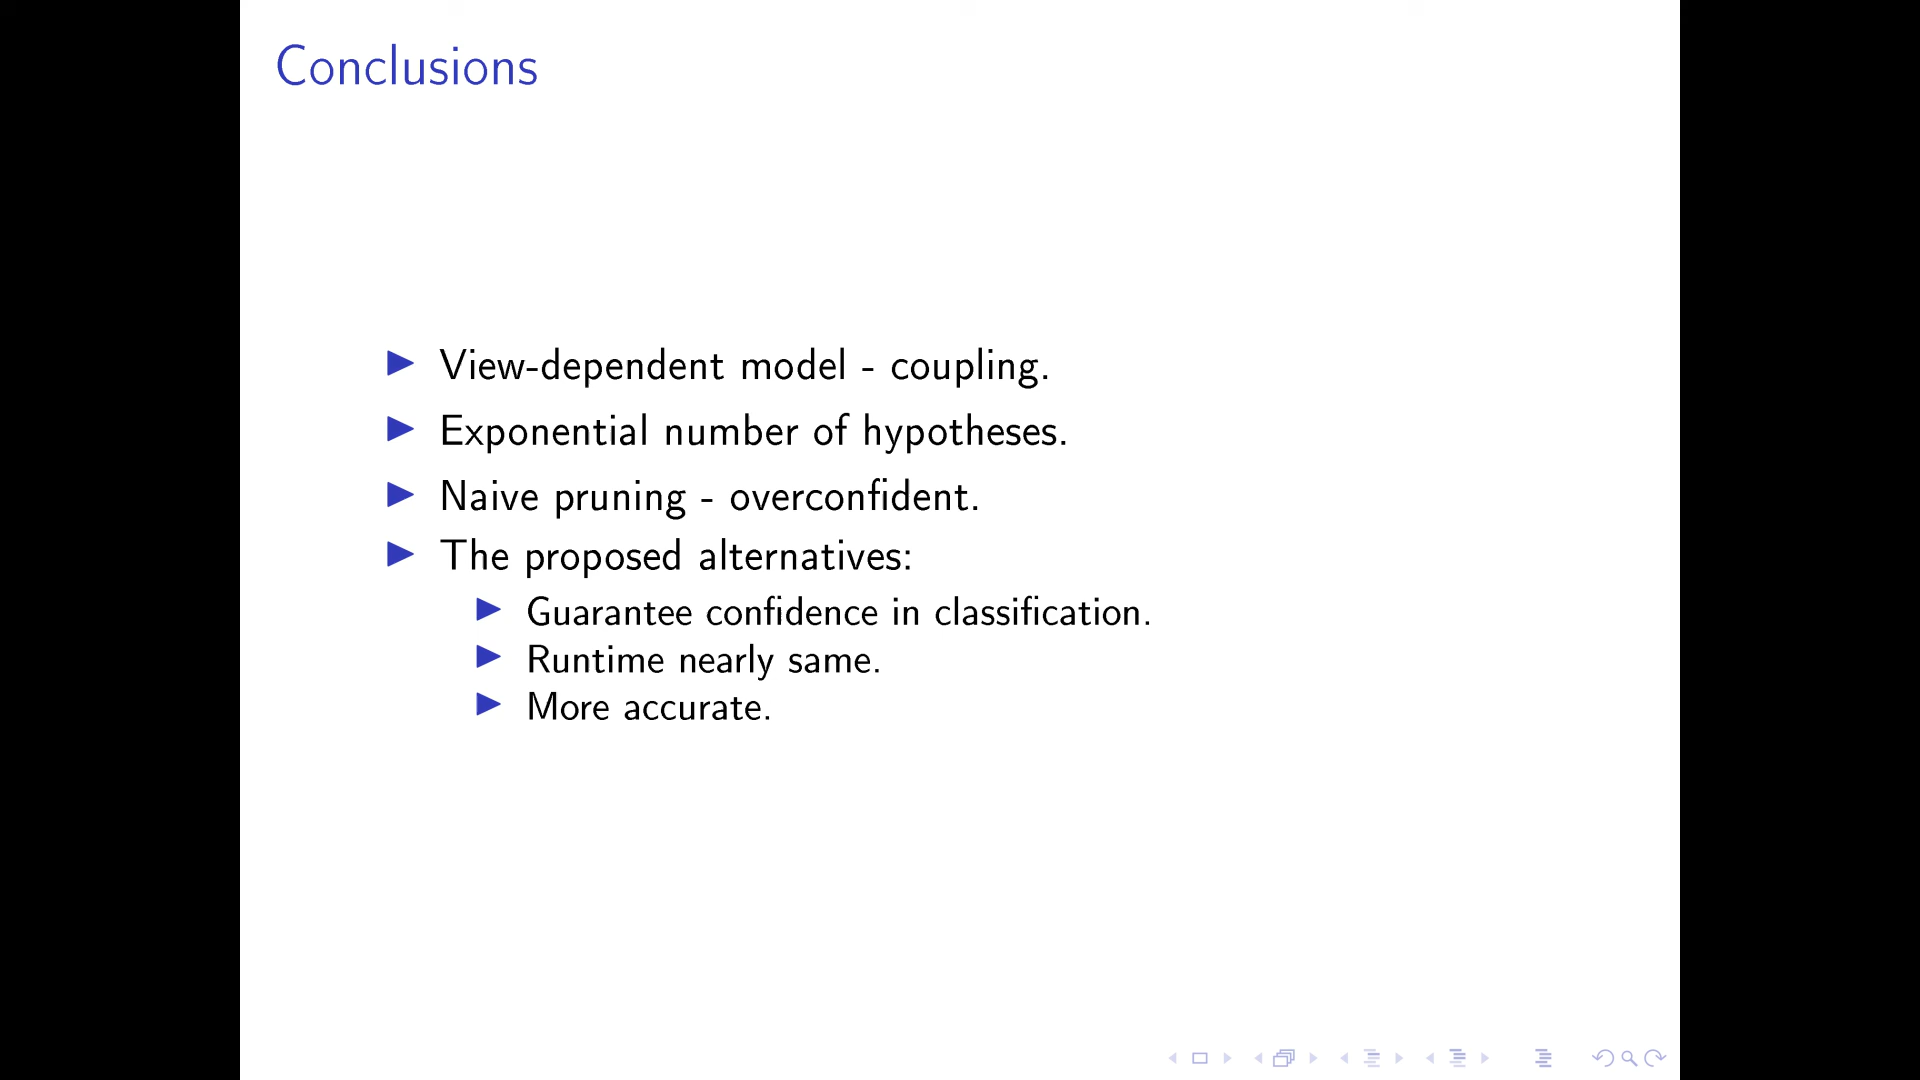 Conclusions
View-dependent model - coupling.
Exponential number of hypotheses.
Naive pruning - overconfident.
The proposed alternatives:
Guarantee confidence in classification.
Runtime nearly same.
More accurate.